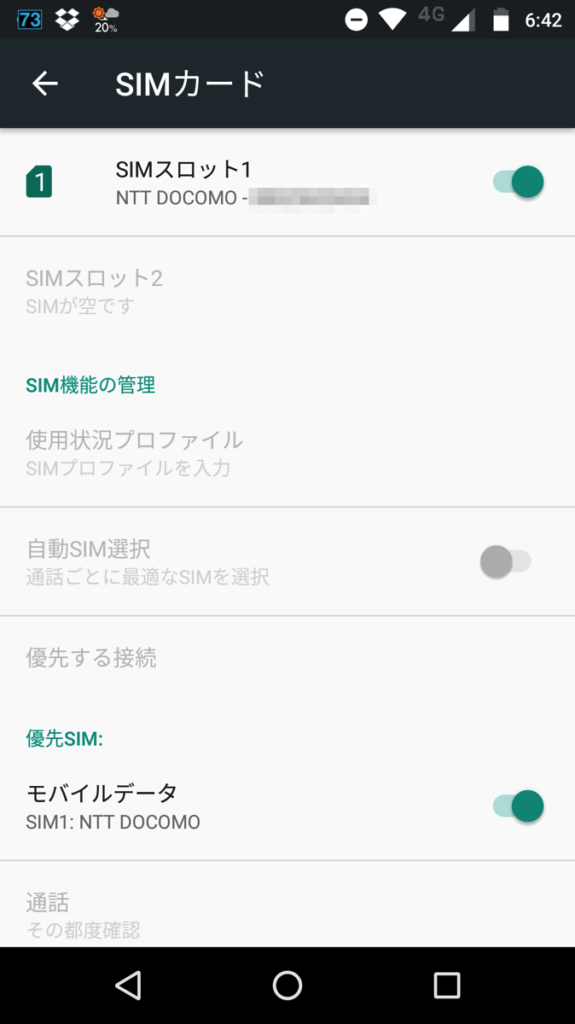 73
20%
4G
6:42
SIMカード
1
SIMスロット1
NTT DOCOMO -
SIMスロット2
SIMが空です
SIM機能の管理
使用状況プロファイル
SIMプロファイルを入力
自動SIM選択
通話ごとに最適なSIMを選択
優先する接続
優先SIM:
モバイルデータ
SIM1: NTT DOCOMO
通話
その都度確認